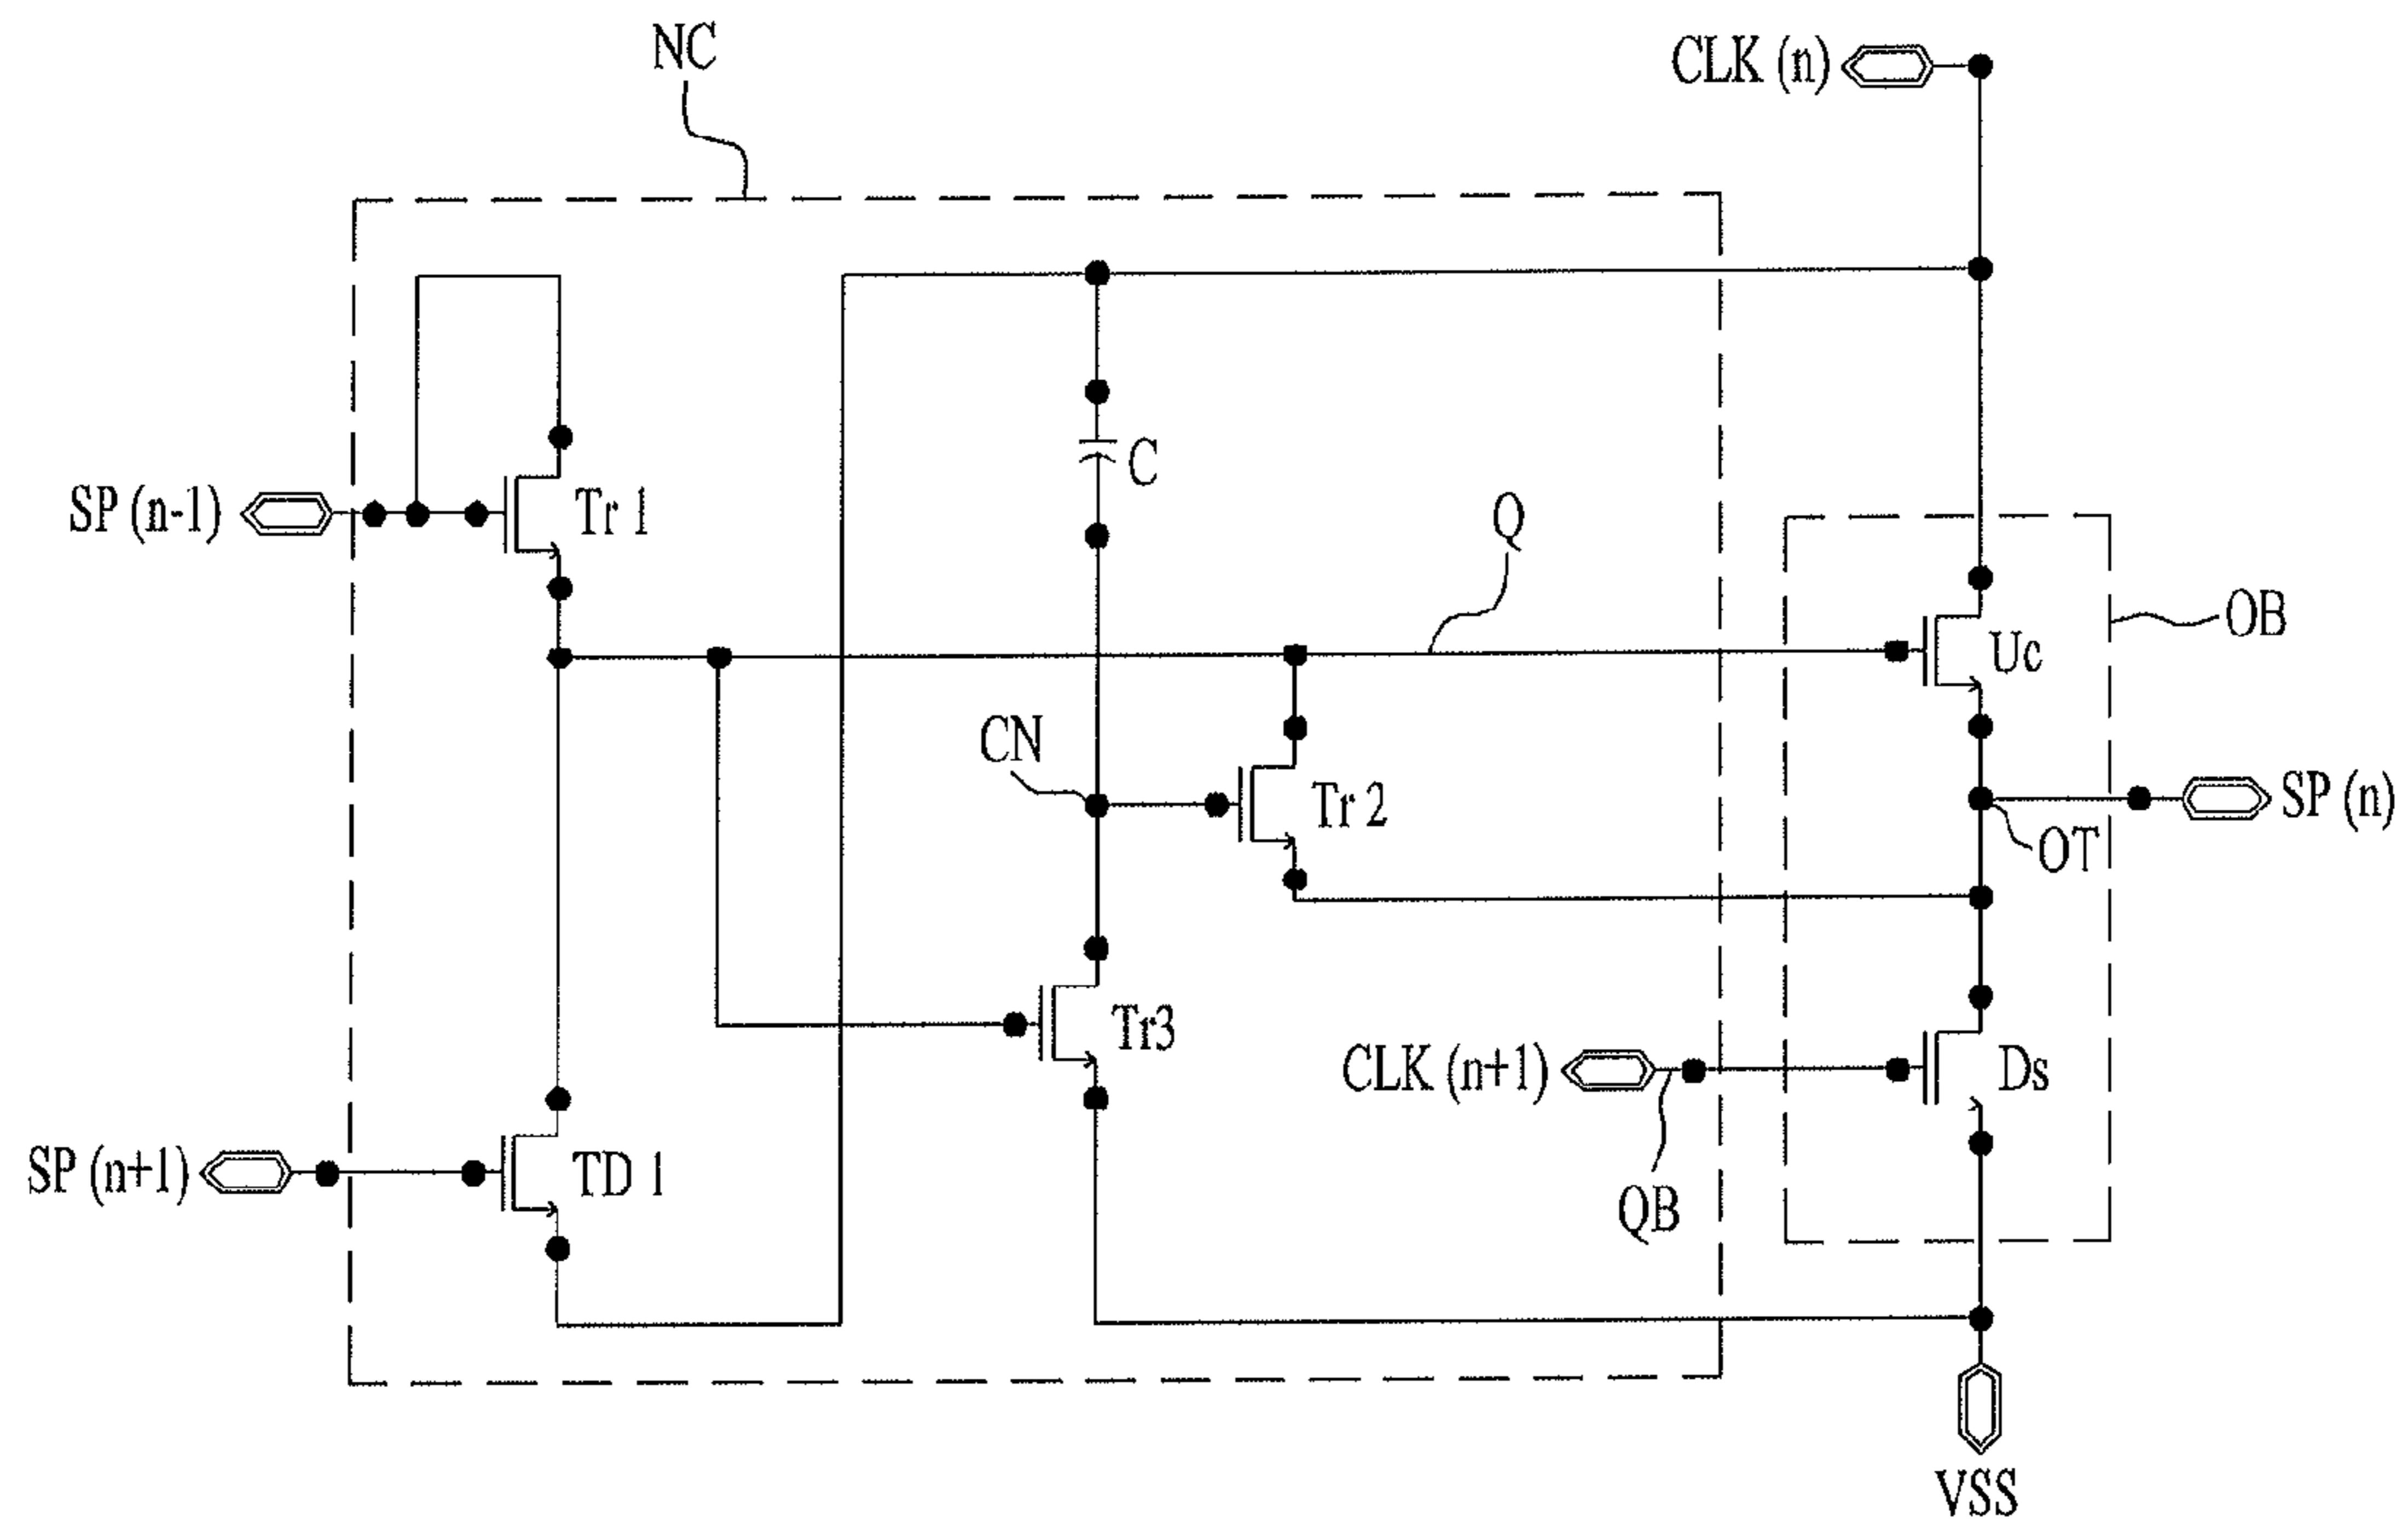 NC
CLK (n)
C
SP (n-1)
Tr 1
Q
OB
Uc
CN
Tr 2
SP (n)
OT
Tr3
CLK (n+1)
Ds
SP (n+1)
TD 1
QB
VSS